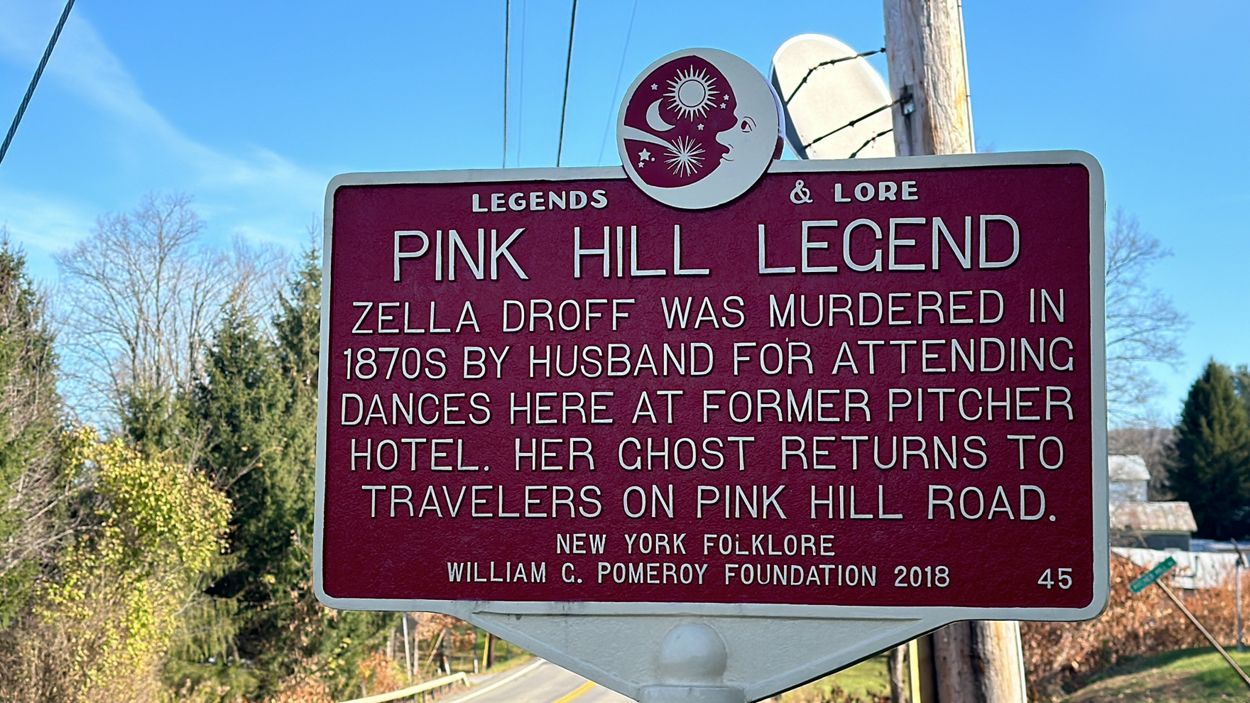 LEGENDS & LORE
PINK HILL LEGEND
ZELLA DROFF WAS MURDERED IN
1870S BY HUSBAND FOR ATTENDING
DANCES HERE AT FORMER PITCHER
HOTEL. HER GHOST RETURNS TO
TRAVELERS ON PINK HILL ROAD.
NEW YORK FOLKLORE
WILLIAM G. POMEROY FOUNDATION 2018 45